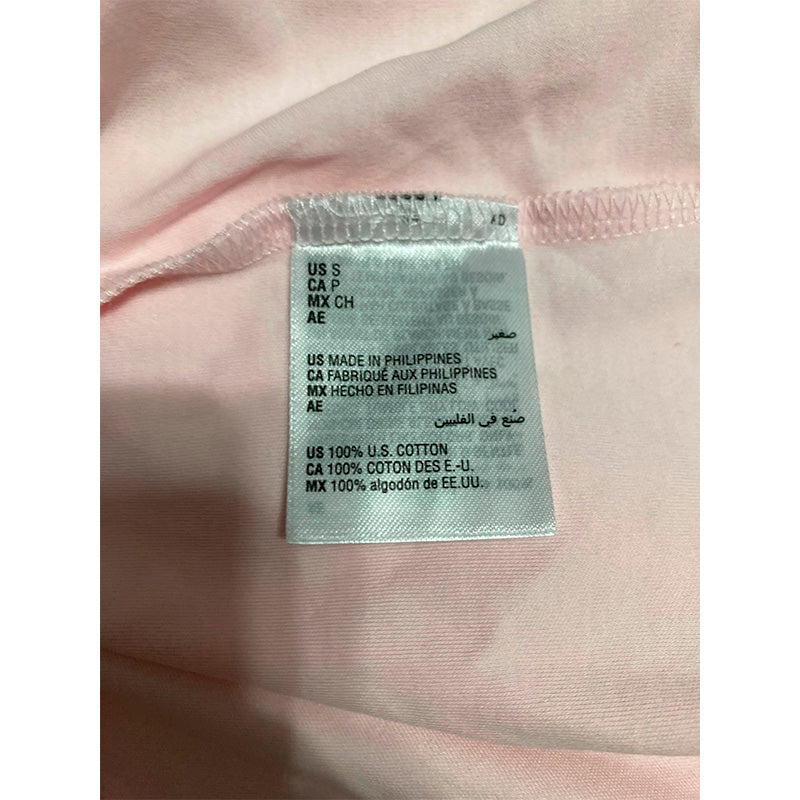 US S
CA P
MX CH
AE
صغير
US MADE IN PHILIPPINES
CA FABRIQUÉ AUX PHILIPPINES
MX HECHO EN FILIPINAS
AE
صُنع في الفلبين
US 100% U.S. COTTON
CA 100% COTON DES E.-U.
MX 100% algodón de EE.UU.